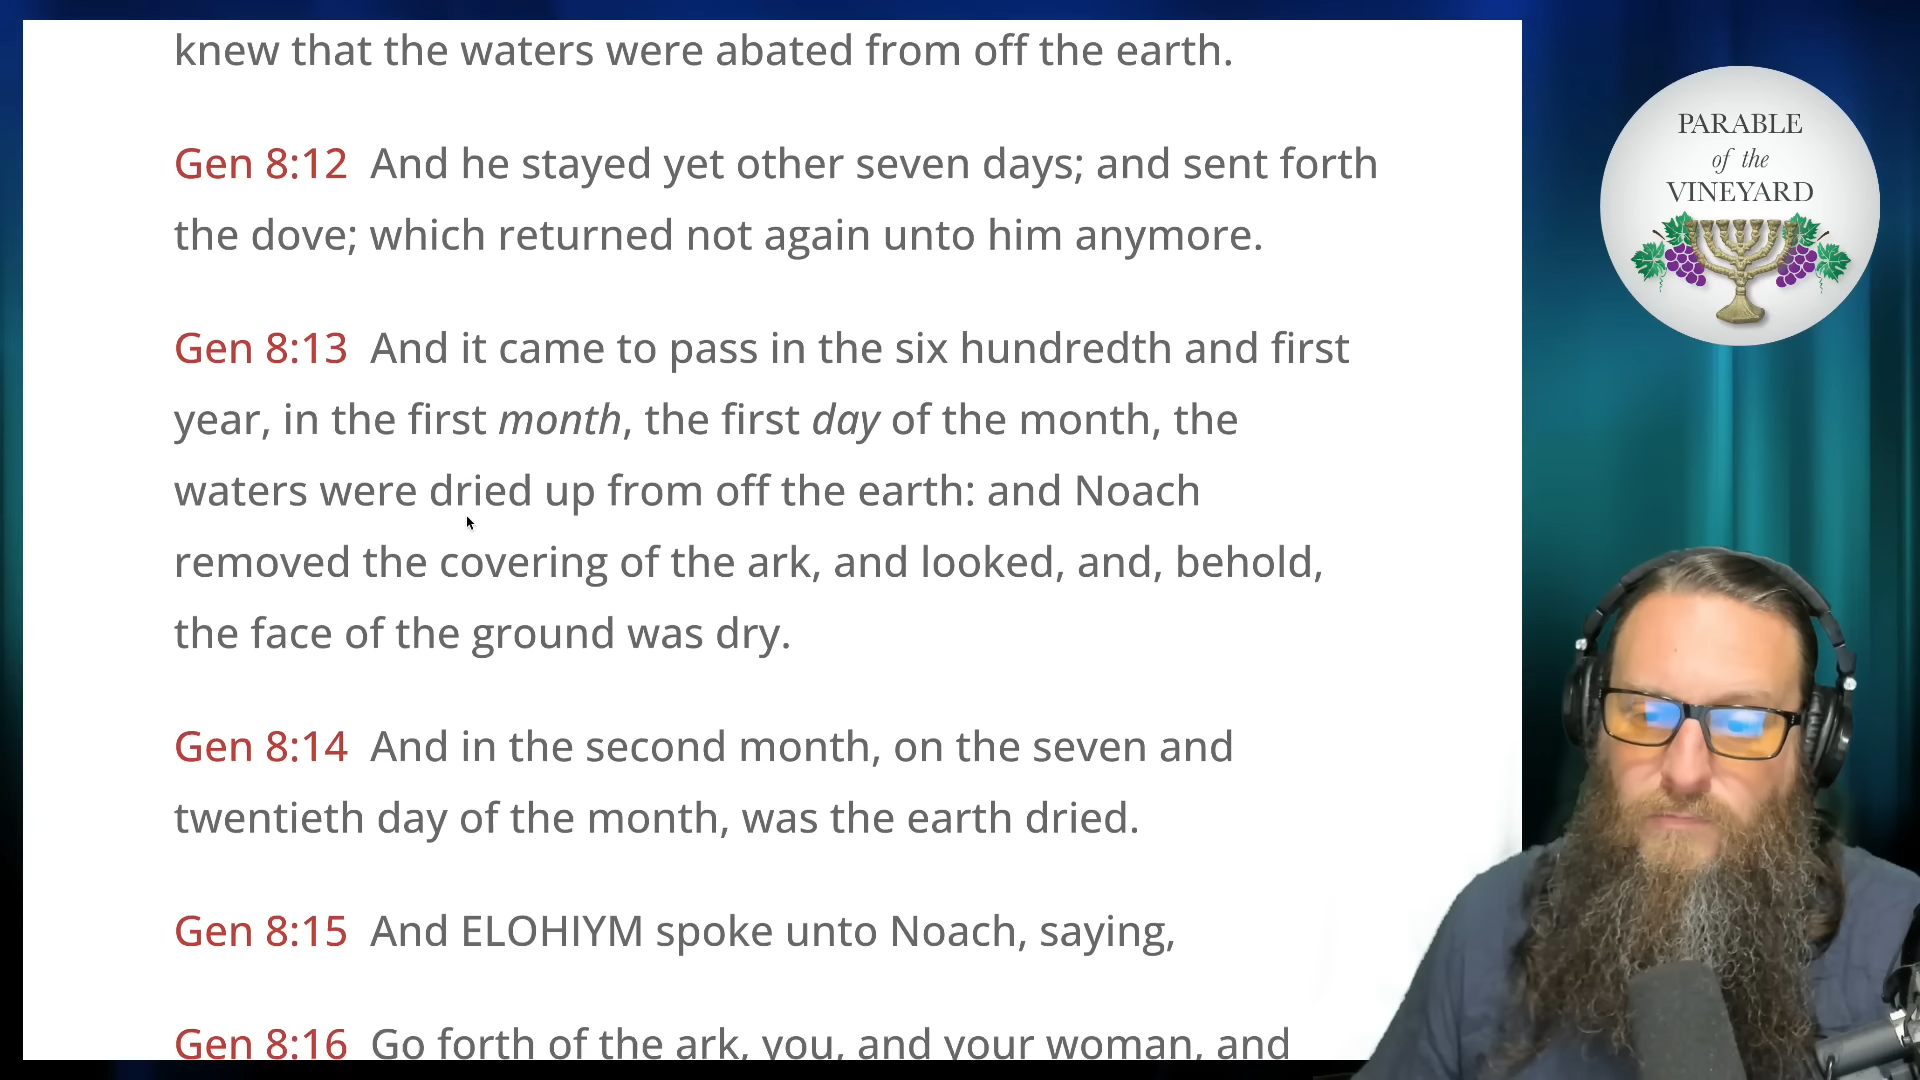 knew that the waters were abated from off the earth.
Gen 8:12 And he stayed yet other seven days; and sent forth
the dove; which returned not again unto him anymore.
Gen 8:13 And it came to pass in the six hundredth and first
year, in the first month, the first day of the month, the
waters were dried up from off the earth: and Noach
removed the covering of the ark, and looked, and, behold,
the face of the ground was dry.
Gen 8:14 And in the second month, on the seven and
twentieth day of the month, was the earth dried.
Gen 8:15 And ELOHIYM spoke unto Noach, saying,
Gen 8:16 Go forth of the ark, you, and your woman, and
PARABLE
of the
VINEYARD